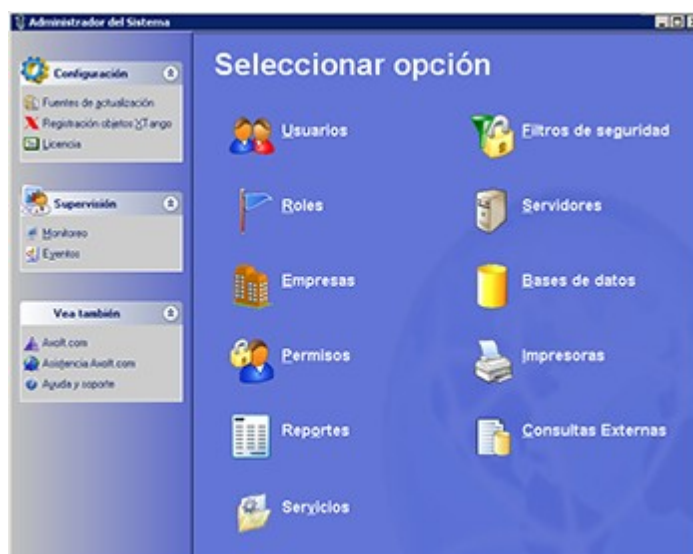 Administrador del Sistema
Configuración
Fuentes de actualización
Registración objetos XTango
Licencia
Supervisión
Monitoreo
Eventos
Vea también
Axoft.com
Asistencia Axoft.com
Ayuda y soporte
Seleccionar opción
Usuarios
Filtros de seguridad
Roles
Servidores
Empresas
Bases de datos
Permisos
Impresoras
Reportes
Consultas Externas
Servicios